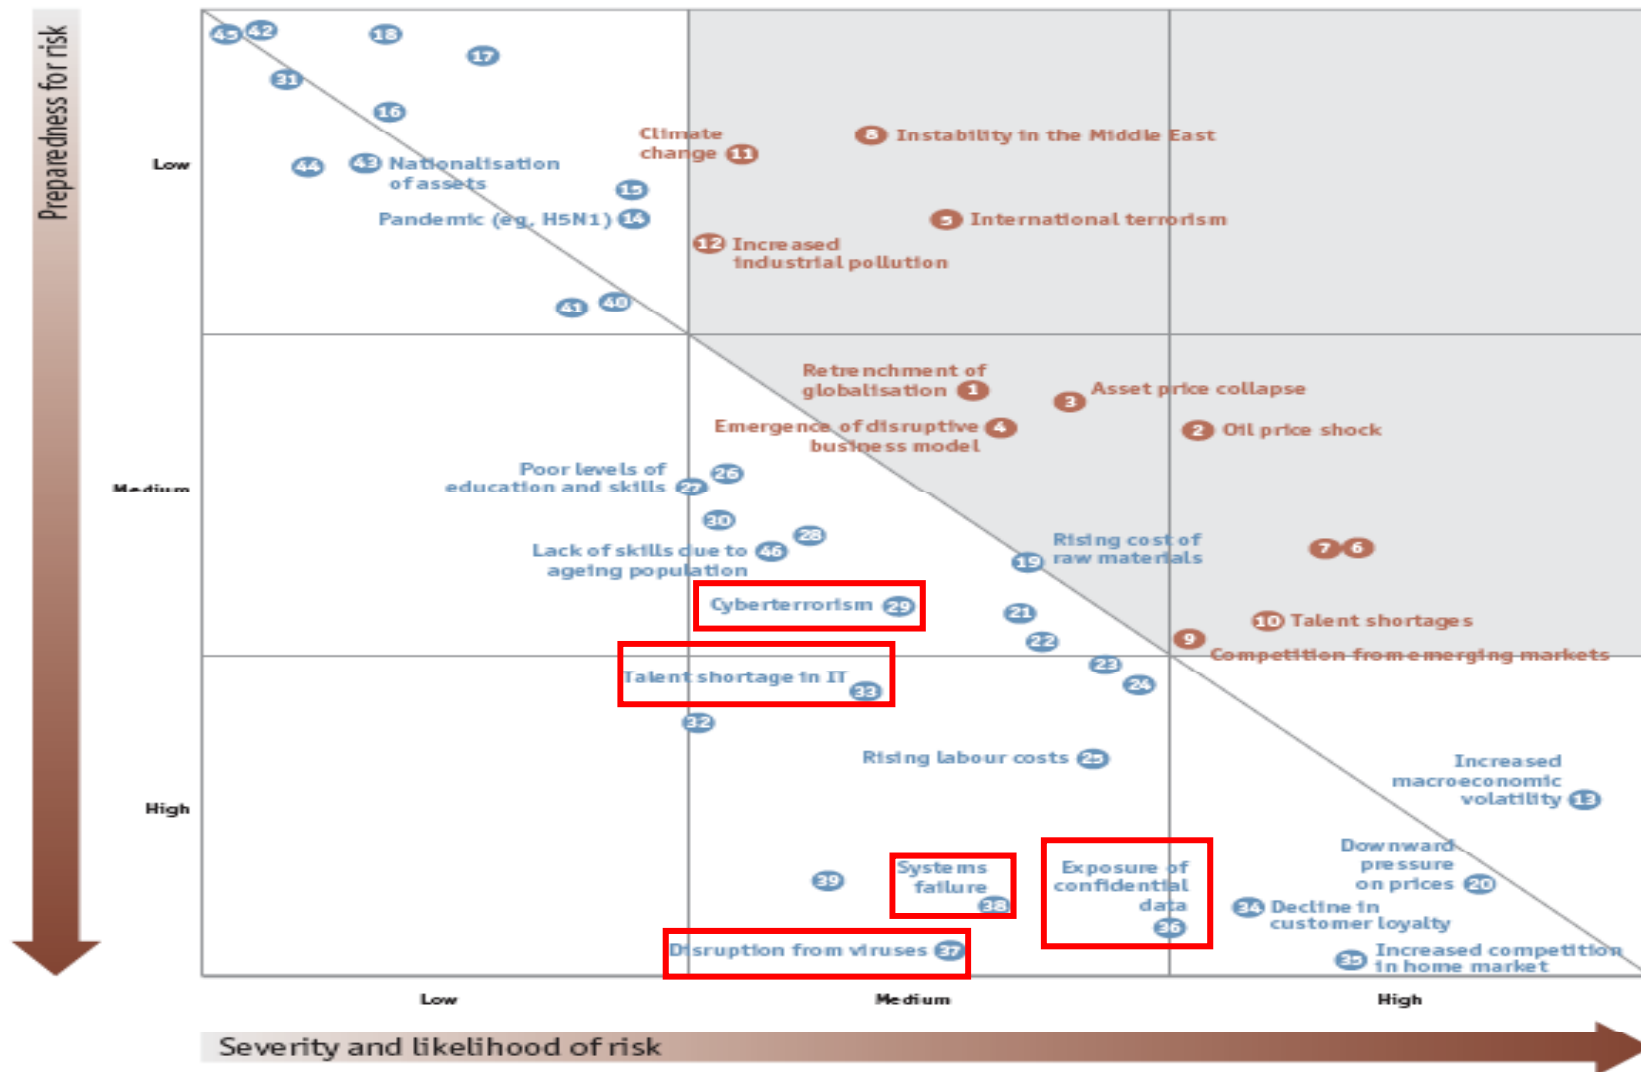 Preparedness for risk
Low
Medium
High
45
42
18
17
31
16
44
43 Nationalisation
of assets
15
Pandemic (eg, H5N1) 14
41
40
Climate
change 11
8 Instability in the Middle East
5 International terrorism
12 Increased
industrial pollution
Retrenchment of
globalisation 1
3 Asset price collapse
Emergence of disruptive 4
business model
2 Oil price shock
Poor levels of
education and skills 27
26
30
28
Lack of skills due to 46
ageing population
19 Rising cost of
raw materials
7
6
Cyberterrorism 29
21
22
10 Talent shortages
9
Competition from emerging markets
Talent shortage in IT
33
23
24
32
Rising labour costs 25
Increased
macroeconomic
volatility 13
39
Systems
failure
38
Exposure of
confidential
data
36
Downward
pressure
on prices 20
34 Decline in
customer loyalty
Disruption from viruses 37
35 Increased competition
in home market
Low
Medium
High
Severity and likelihood of risk